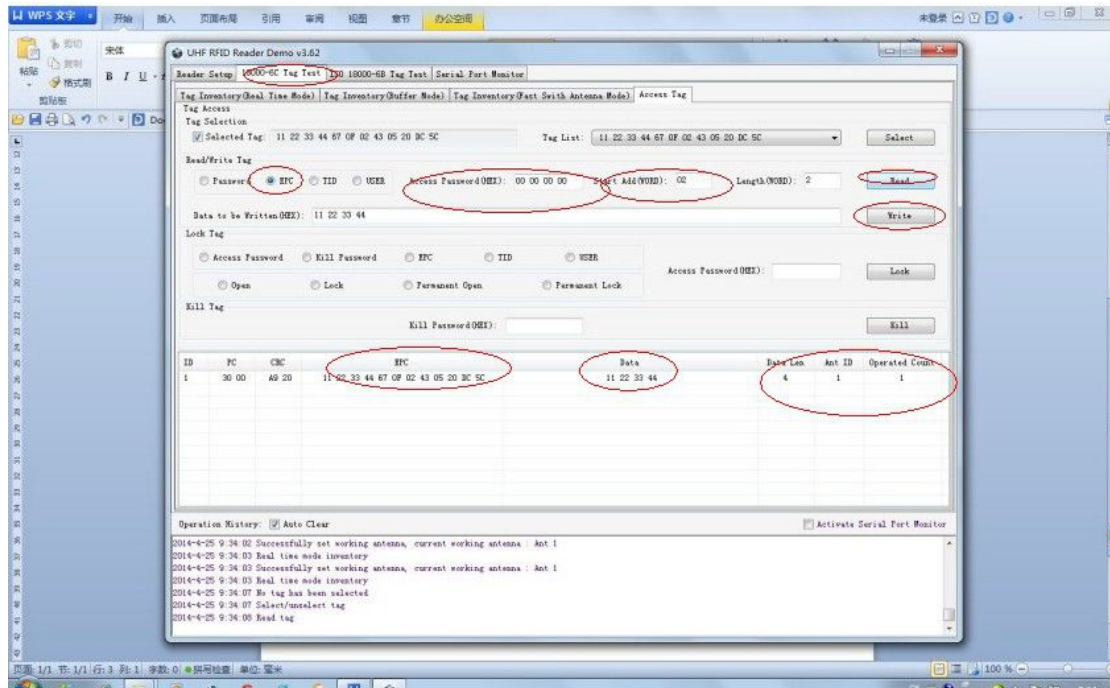 WPS 文字
开始 插入 页面布局 引用 审阅 视图 章节 办公空间
未登录
剪切
复制
格式刷
粘贴
剪贴板
宋体
B I U
UHF RFID Reader Demo v3.62
Reader Setup 18000-6C Tag Test ISO 18000-6B Tag Test Serial Port Monitor
Tag Inventory(Real Time Mode) Tag Inventory(Buffer Mode) Tag Inventory(Fast Swith Antenna Mode) Access Tag
Tag Access
Tag Selection
Selected Tag: 11 22 33 44 67 0F 02 43 05 20 DC 5C Tag List: 11 22 33 44 67 0F 02 43 05 20 DC 5C Select
Read/Write Tag
Password EPC TID USER Access Password(HEX): 00 00 00 00 Start Add(WORD): 02 Length(WORD): 2 Read
Data to be Written(HEX): 11 22 33 44 Write
Lock Tag
Access Password Kill Password EPC TID USER
Access Password(HEX): Lock
Open Lock Permanent Open Permanent Lock
Kill Tag
Kill Password(HEX): Kill
ID PC CRC EPC Data Data Len Ant ID Operated Count
1 30 00 A9 20 11 22 33 44 67 0F 02 43 05 20 DC 5C 11 22 33 44 4 1 1
Operation History: Auto Clear Activate Serial Port Monitor
2014-4-25 9:34:02 Successfully set working antenna, current working antenna : Ant 1
2014-4-25 9:34:03 Real time mode inventory
2014-4-25 9:34:03 Successfully set working antenna, current working antenna : Ant 1
2014-4-25 9:34:03 Real time mode inventory
2014-4-25 9:34:07 No tag has been selected
2014-4-25 9:34:07 Select/unselect tag
2014-4-25 9:34:08 Read tag
页面: 1/1 节: 1/1 行: 3 列: 1 字数: 0 拼写检查 单位: 毫米 100 %